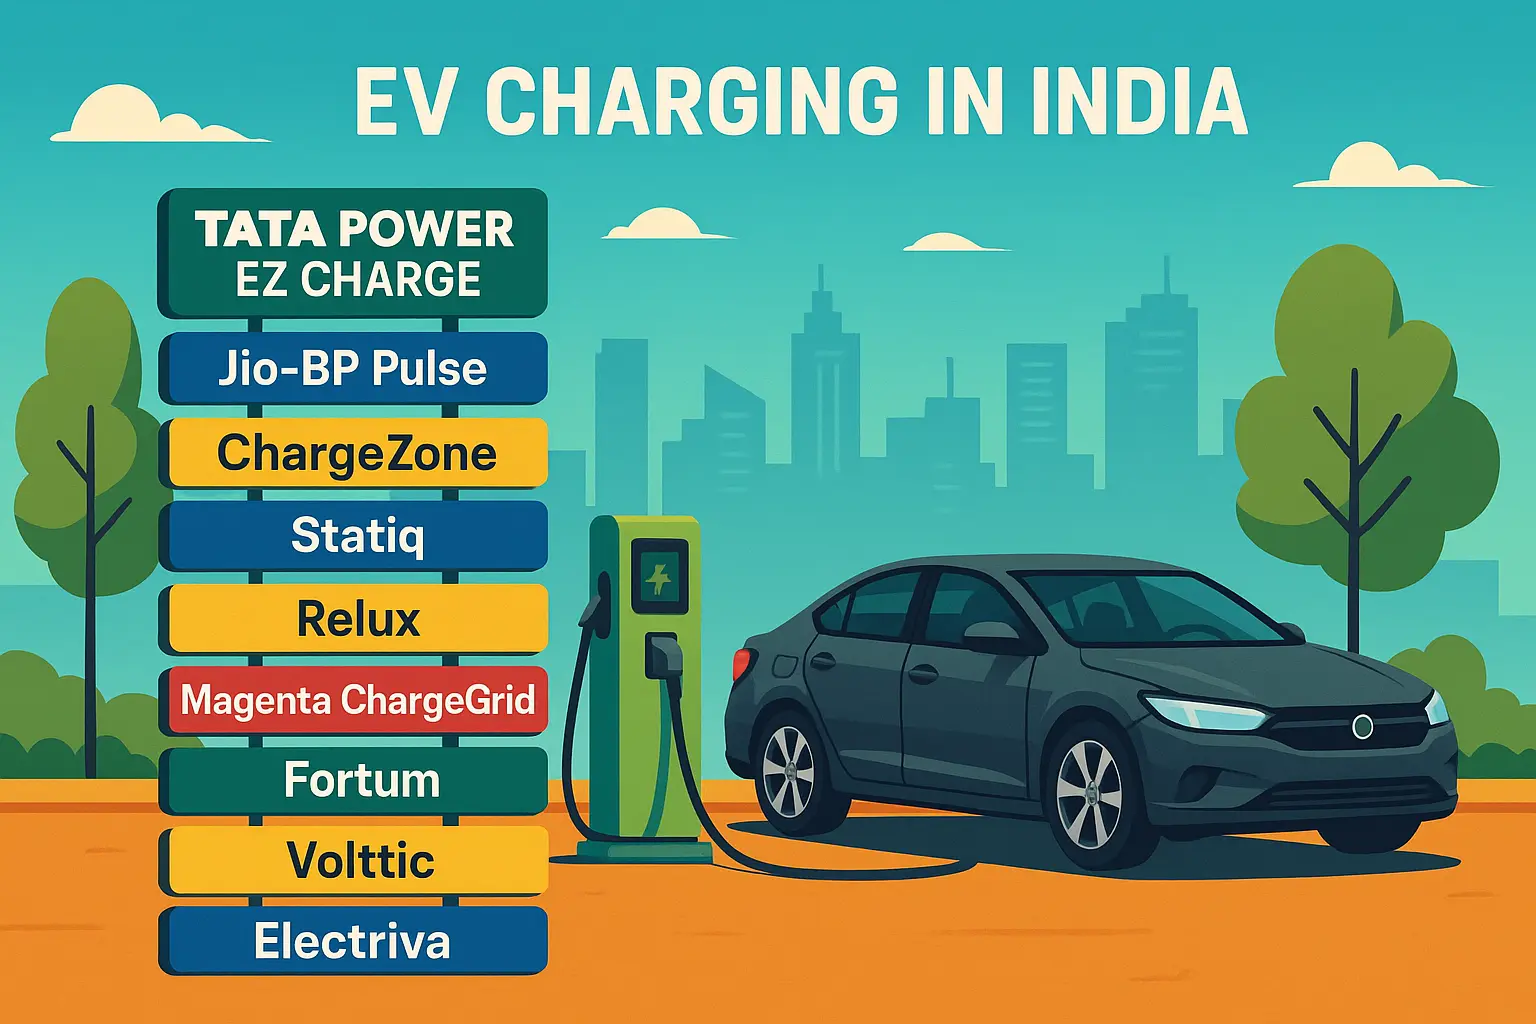 EV CHARGING IN INDIA
TATA POWER
EZ CHARGE
Jio-BP Pulse
ChargeZone
Statiq
Relux
Magenta ChargeGrid
Fortum
Volttic
Electriva